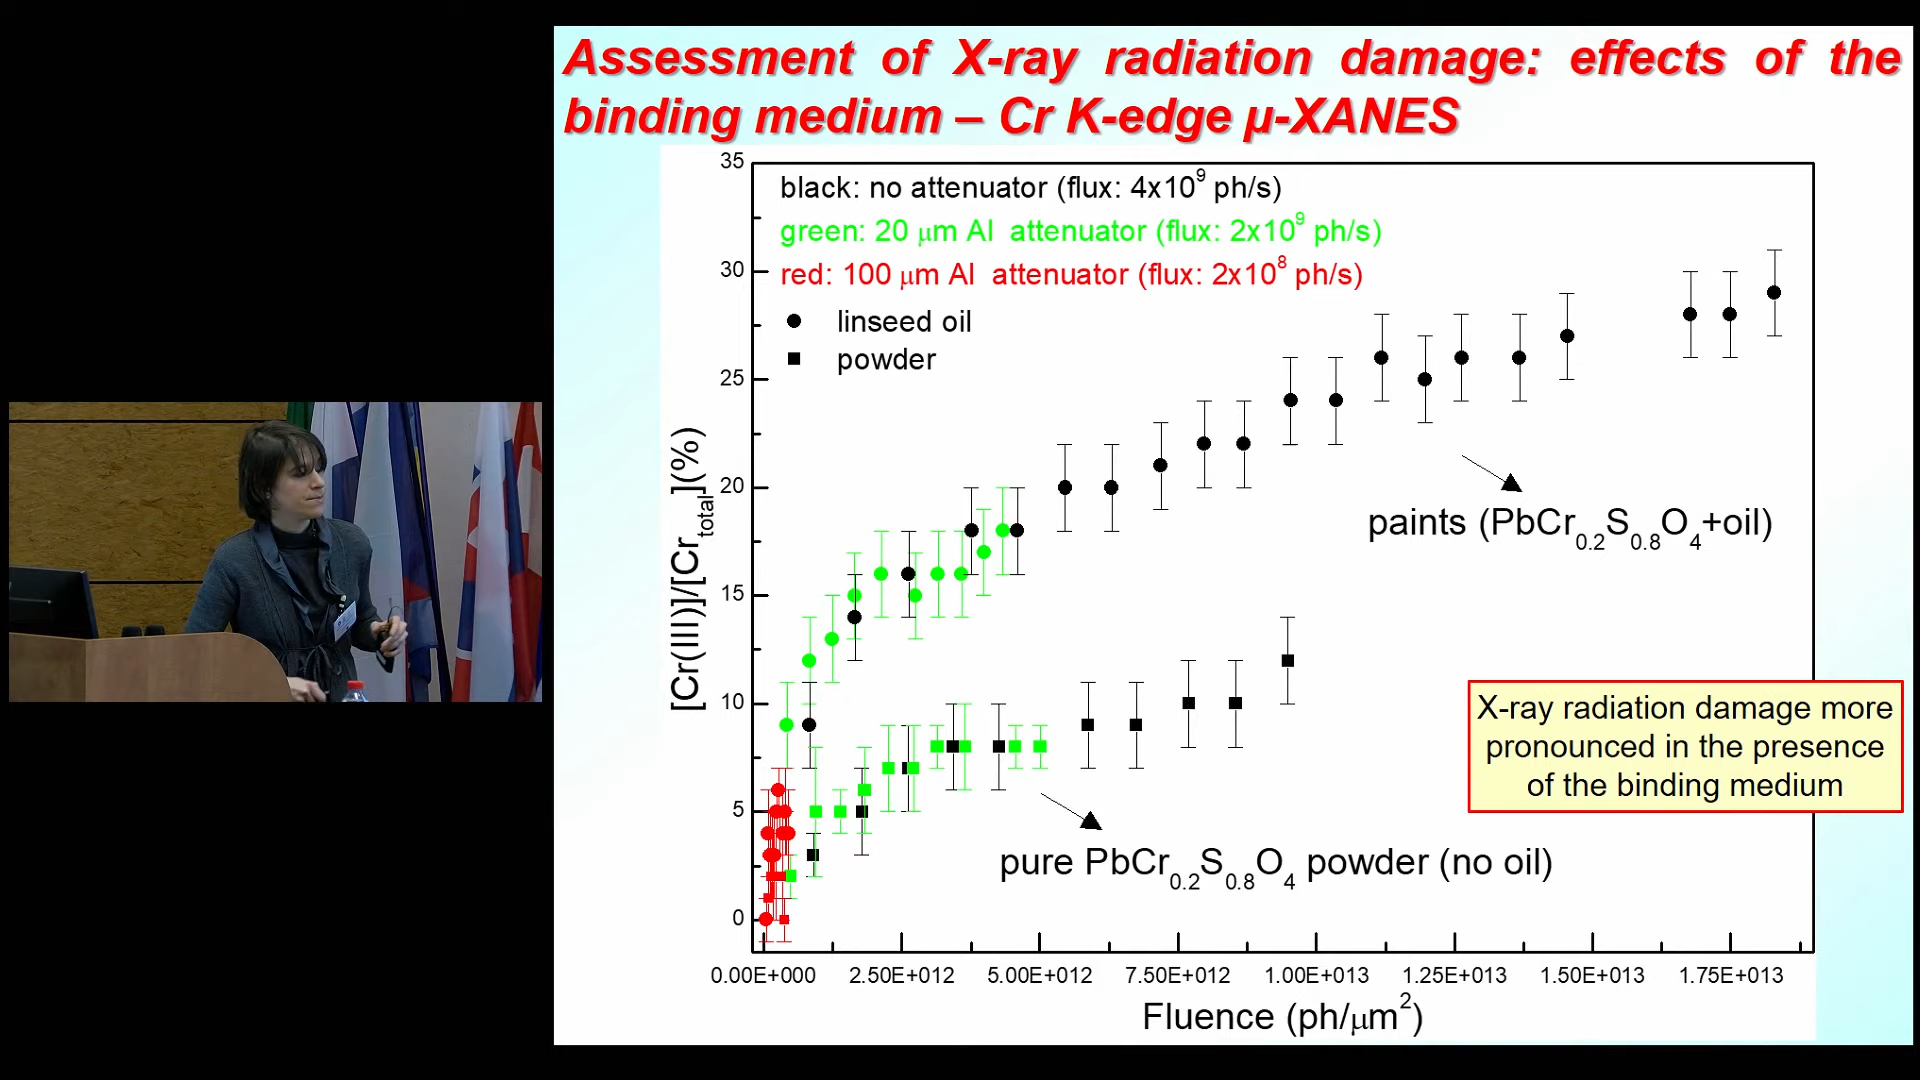 Assessment of X-ray radiation damage: effects of the
binding medium – Cr K-edge µ-XANES
black: no attenuator (flux: 4x10⁹ ph/s)
green: 20 μm Al attenuator (flux: 2x10⁹ ph/s)
red: 100 μm Al attenuator (flux: 2x10⁸ ph/s)
linseed oil
powder
35
30
25
20
15
10
5
0
[Cr(III)]/[Cr_total](%)
paints (PbCr₀.₂S₀.₈O₄+oil)
X-ray radiation damage more
pronounced in the presence
of the binding medium
pure PbCr₀.₂S₀.₈O₄ powder (no oil)
0.00E+000 2.50E+012 5.00E+012 7.50E+012 1.00E+013 1.25E+013 1.50E+013 1.75E+013
Fluence (ph/μm²)